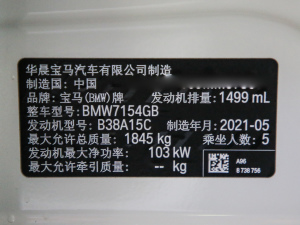 华晨宝马汽车有限公司制造
制造国：中国
品牌：宝马(BMW)牌 发动机排量：1499 mL
整车型号：BMW7154GB
发动机型号：B38A15C 制造年月：2021-05
最大允许总质量：1845 kg 乘坐人数：5
发动机最大净功率：103 kW
最大允许牵引质量：-- kg
A96
8 738 756